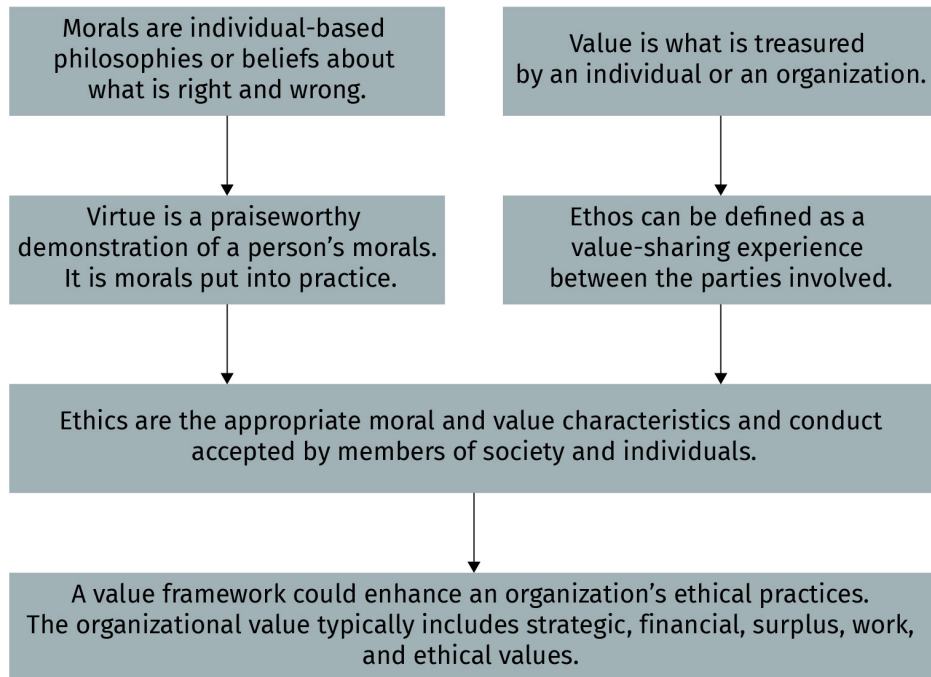 Morals are individual-based
philosophies or beliefs about
what is right and wrong.
Value is what is treasured
by an individual or an organization.
Virtue is a praiseworthy
demonstration of a person’s morals.
It is morals put into practice.
Ethos can be defined as a
value-sharing experience
between the parties involved.
Ethics are the appropriate moral and value characteristics and conduct
accepted by members of society and individuals.
A value framework could enhance an organization’s ethical practices.
The organizational value typically includes strategic, financial, surplus, work,
and ethical values.